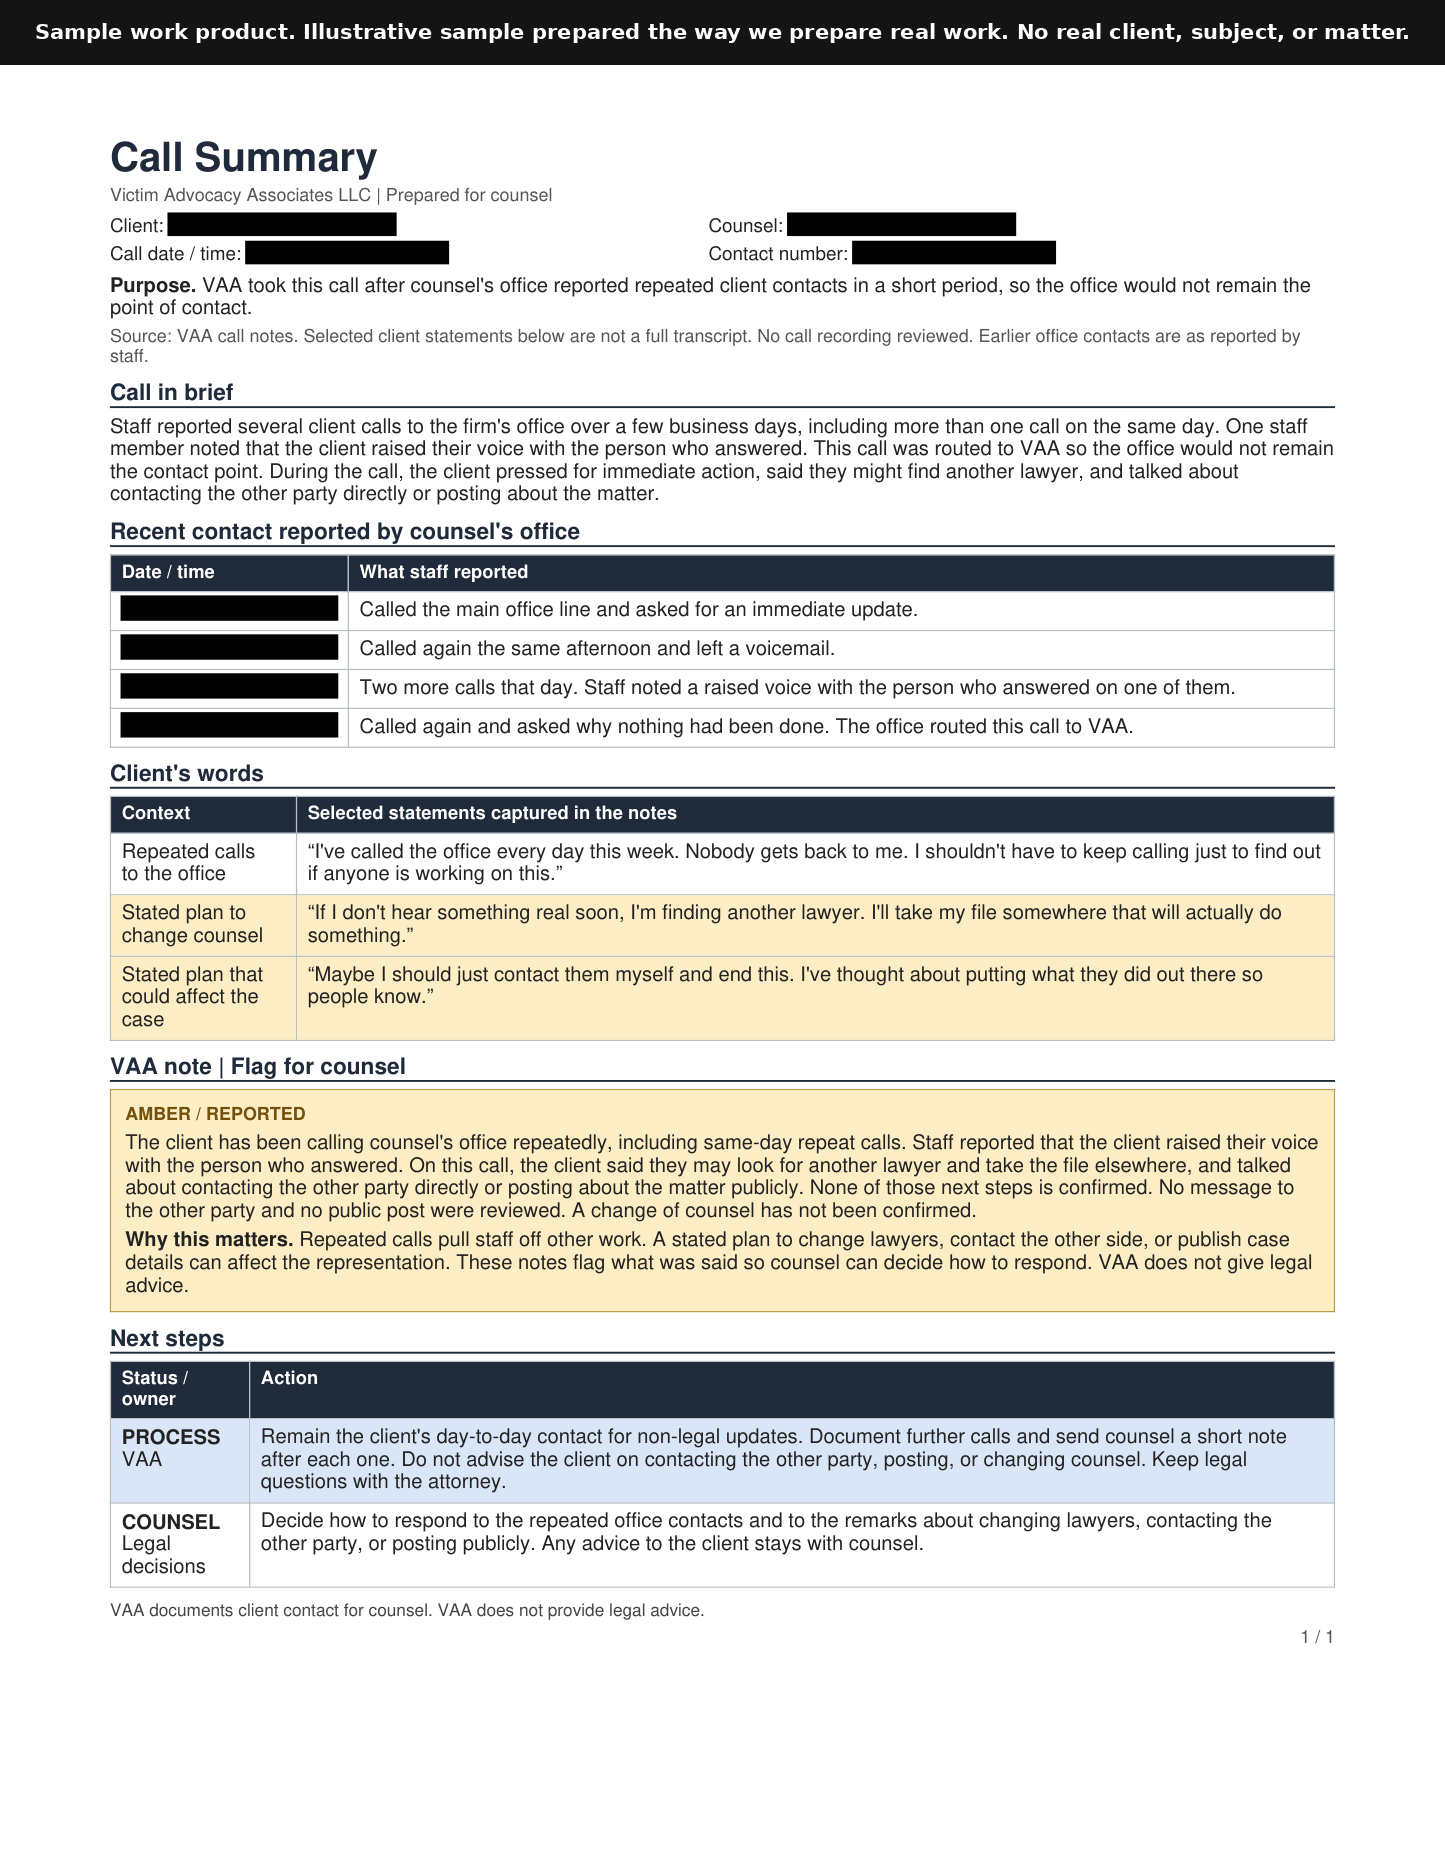 Sample work product. Illustrative sample prepared the way we prepare real work. No real client, subject, or matter.
Call Summary
Victim Advocacy Associates LLC | Prepared for counsel
Client:
Counsel:
Call date / time:
Contact number:
Purpose. VAA took this call after counsel's office reported repeated client contacts in a short period, so the office would not remain the
point of contact.
Source: VAA call notes. Selected client statements below are not a full transcript. No call recording reviewed. Earlier office contacts are as reported by
staff.
Call in brief
Staff reported several client calls to the firm's office over a few business days, including more than one call on the same day. One staff
member noted that the client raised their voice with the person who answered. This call was routed to VAA so the office would not remain
the contact point. During the call, the client pressed for immediate action, said they might find another lawyer, and talked about
contacting the other party directly or posting about the matter.
Recent contact reported by counsel's office
Date / time
What staff reported
Called the main office line and asked for an immediate update.
Called again the same afternoon and left a voicemail.
Two more calls that day. Staff noted a raised voice with the person who answered on one of them.
Called again and asked why nothing had been done. The office routed this call to VAA.
Client's words
Context
Selected statements captured in the notes
Repeated calls
to the office
“I've called the office every day this week. Nobody gets back to me. I shouldn't have to keep calling just to find out
if anyone is working on this.”
Stated plan to
change counsel
“If I don't hear something real soon, I'm finding another lawyer. I'll take my file somewhere that will actually do
something.”
Stated plan that
could affect the
case
“Maybe I should just contact them myself and end this. I've thought about putting what they did out there so
people know.”
VAA note | Flag for counsel
AMBER / REPORTED
The client has been calling counsel's office repeatedly, including same-day repeat calls. Staff reported that the client raised their voice
with the person who answered. On this call, the client said they may look for another lawyer and take the file elsewhere, and talked
about contacting the other party directly or posting about the matter publicly. None of those next steps is confirmed. No message to
the other party and no public post were reviewed. A change of counsel has not been confirmed.
Why this matters. Repeated calls pull staff off other work. A stated plan to change lawyers, contact the other side, or publish case
details can affect the representation. These notes flag what was said so counsel can decide how to respond. VAA does not give legal
advice.
Next steps
Status /
owner
Action
PROCESS
VAA
Remain the client's day-to-day contact for non-legal updates. Document further calls and send counsel a short note
after each one. Do not advise the client on contacting the other party, posting, or changing counsel. Keep legal
questions with the attorney.
COUNSEL
Legal
decisions
Decide how to respond to the repeated office contacts and to the remarks about changing lawyers, contacting the
other party, or posting publicly. Any advice to the client stays with counsel.
VAA documents client contact for counsel. VAA does not provide legal advice.
1 / 1